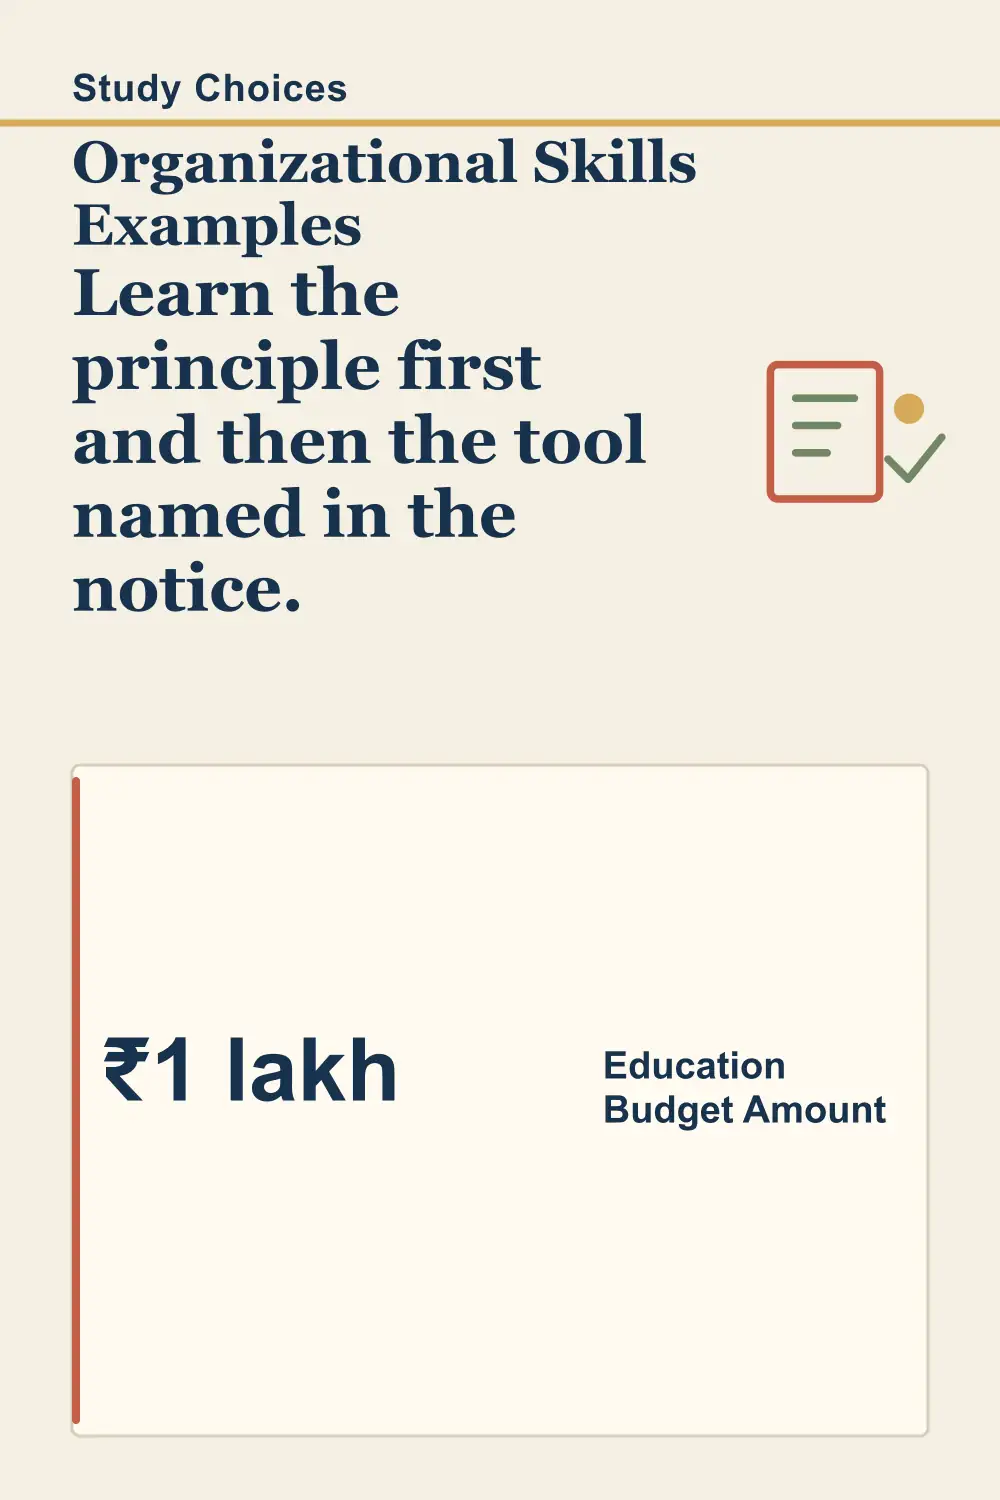 Study Choices
Organizational Skills
Examples
Learn the
principle first
and then the tool
named in the
notice.
₹1 lakh
Education
Budget Amount